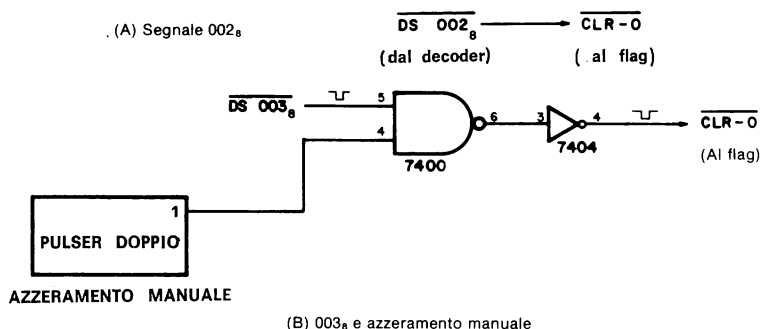 (A) Segnale 002₈
DS 002₈ CLR-0
(dal decoder) (al flag)
DS 003₈ 5 4 6 3 4 CLR-0
7400 7404 (Al flag)
1
PULSER DOPPIO
AZZERAMENTO MANUALE
(B) 003₈ e azzeramento manuale